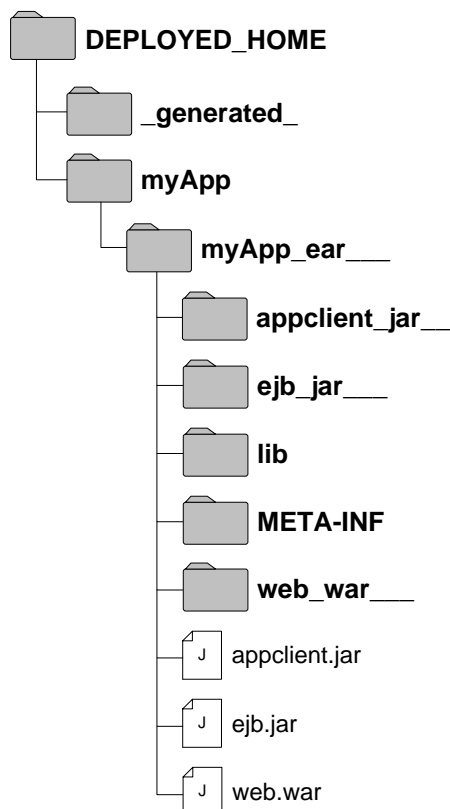 DEPLOYED_HOME
_generated_
myApp
myApp_ear___
appclient_jar__
ejb_jar___
lib
META-INF
web_war___
J appclient.jar
J ejb.jar
J web.war